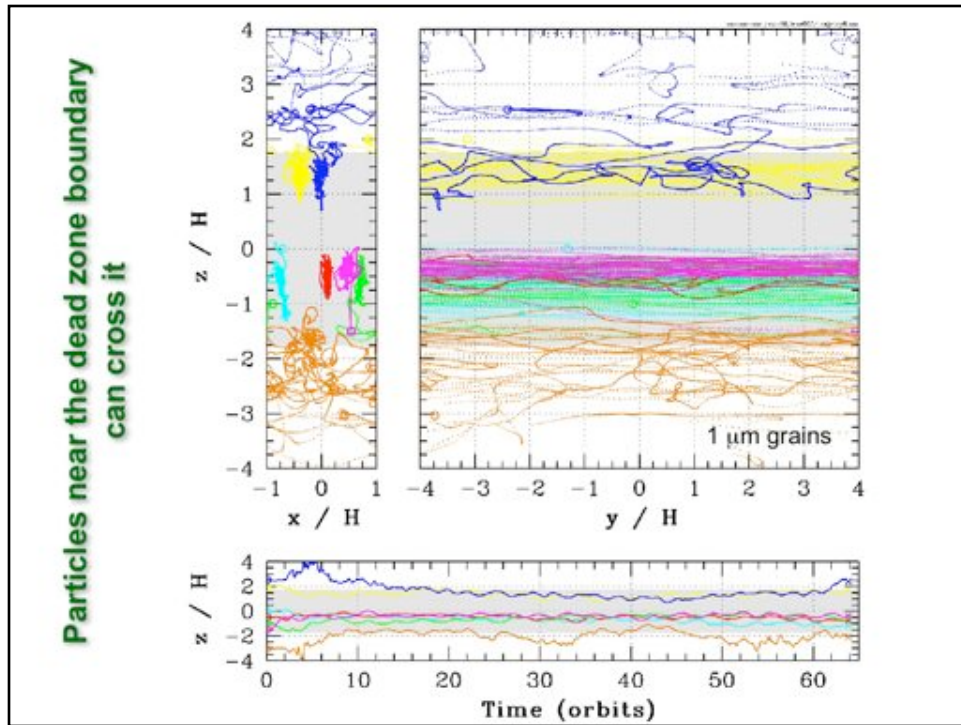 Particles near the dead zone boundary
can cross it
4
3
2
1
0
−1
−2
−3
−4
z / H
−1 0 1
x / H
1 μm grains
−4 −3 −2 −1 0 1 2 3 4
y / H
4
2
0
−2
−4
z / H
0 10 20 30 40 50 60
Time (orbits)